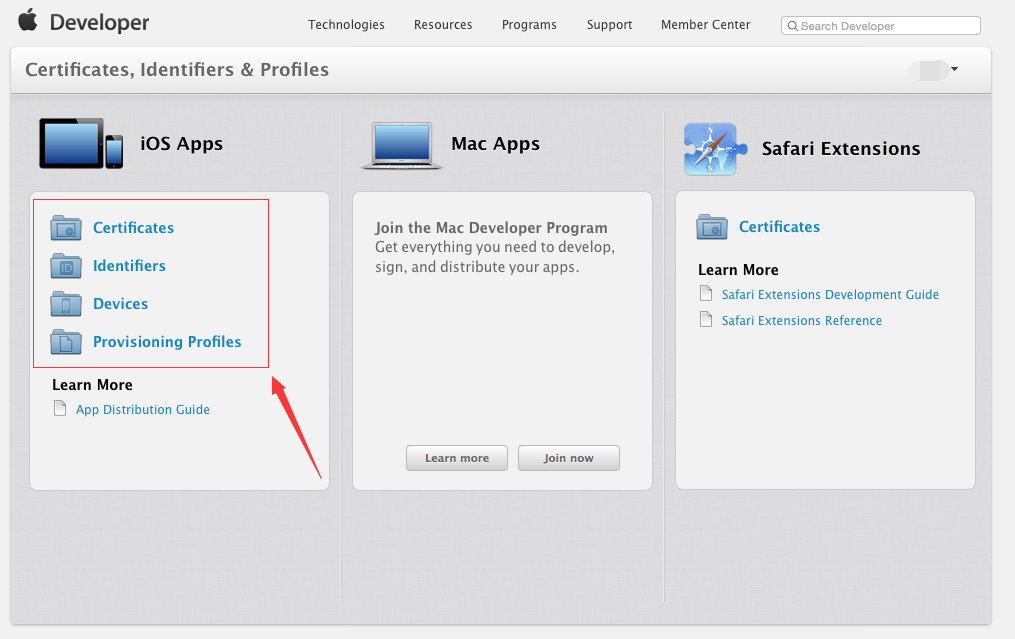 Developer
Technologies
Resources
Programs
Support
Member Center
Search Developer
Certificates, Identifiers & Profiles
iOS Apps
Certificates
Identifiers
ID
Devices
Provisioning Profiles
Learn More
App Distribution Guide
Mac Apps
Join the Mac Developer Program
Get everything you need to develop,
sign, and distribute your apps.
Learn more
Join now
Safari Extensions
Certificates
Learn More
Safari Extensions Development Guide
Safari Extensions Reference